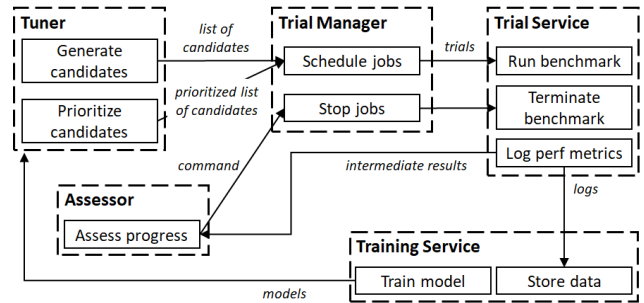 Tuner
Generate
candidates
Prioritize
candidates
list of
candidates
prioritized list
of candidates
Trial Manager
Schedule jobs
Stop jobs
trials
Trial Service
Run benchmark
Terminate
benchmark
Log perf metrics
command
intermediate results
logs
Assessor
Assess progress
Training Service
Train model
Store data
models